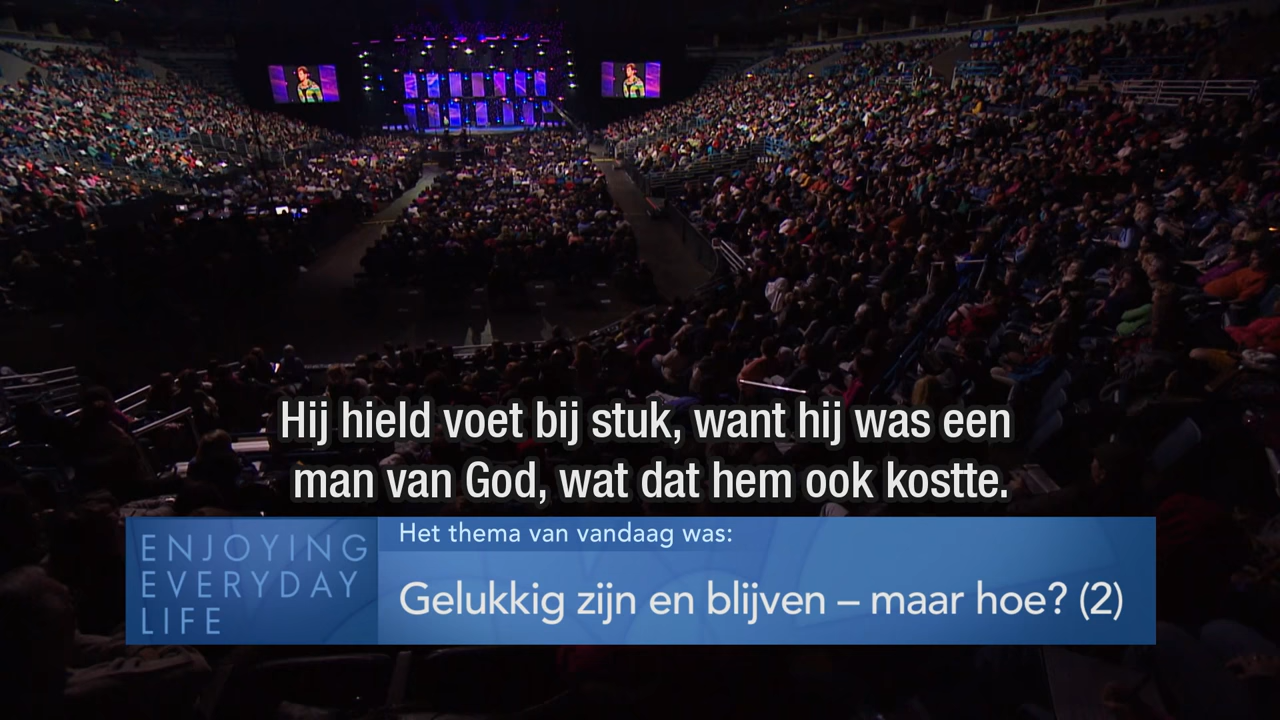 Hij hield voet bij stuk, want hij was een
man van God, wat dat hem ook kostte.
ENJOYING
EVERYDAY
LIFE
Het thema van vandaag was:
Gelukkig zijn en blijven – maar hoe? (2)